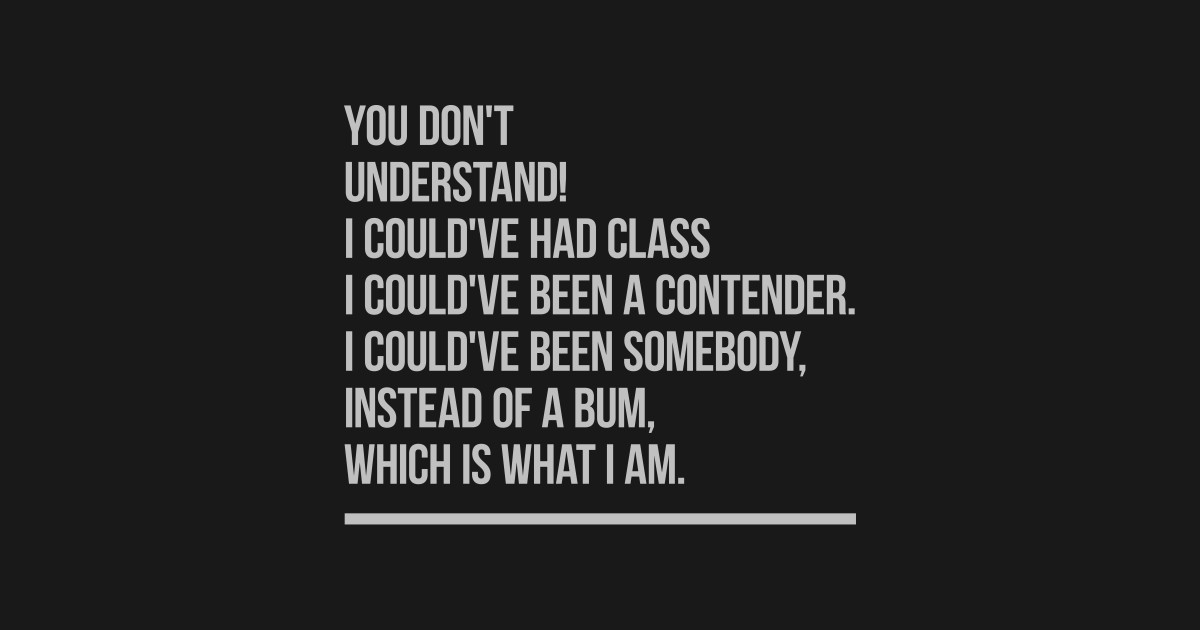 YOU DON'T
UNDERSTAND!
I COULD'VE HAD CLASS
I COULD'VE BEEN A CONTENDER.
I COULD'VE BEEN SOMEBODY,
INSTEAD OF A BUM,
WHICH IS WHAT I AM.